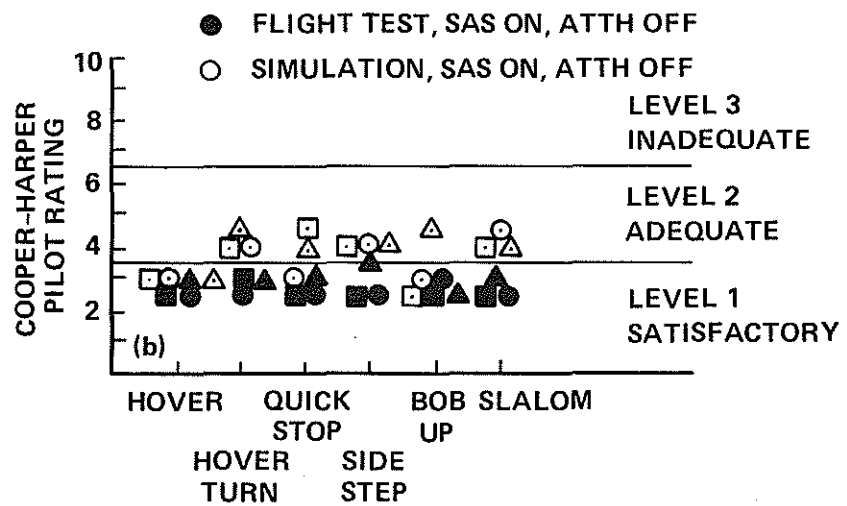 FLIGHT TEST, SAS ON, ATTH OFF
SIMULATION, SAS ON, ATTH OFF
COOPER-HARPER
PILOT RATING
10
8
6
4
2
LEVEL 3
INADEQUATE
LEVEL 2
ADEQUATE
LEVEL 1
SATISFACTORY
(b)
HOVER
HOVER
TURN
QUICK
STOP
SIDE
STEP
BOB
UP
SLALOM